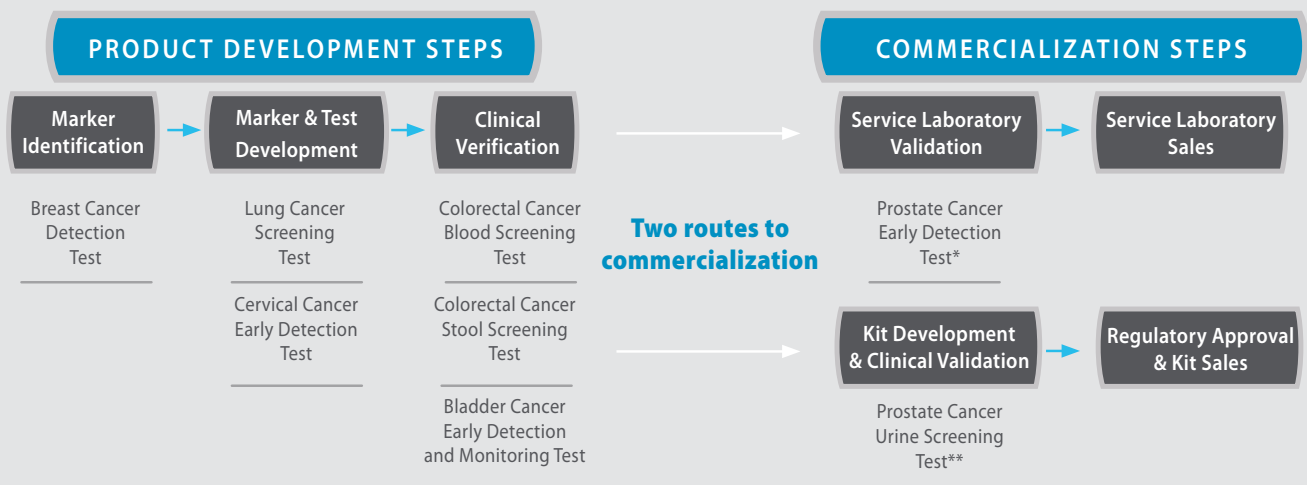 PRODUCT DEVELOPMENT STEPS
COMMERCIALIZATION STEPS
Marker
Identification
Marker & Test
Development
Clinical
Verification
Service Laboratory
Validation
Service Laboratory
Sales
Breast Cancer
Detection
Test
Lung Cancer
Screening
Test
Cervical Cancer
Early Detection
Test
Colorectal Cancer
Blood Screening
Test
Colorectal Cancer
Stool Screening
Test
Bladder Cancer
Early Detection
and Monitoring Test
Two routes to
commercialization
Prostate Cancer
Early Detection
Test*
Kit Development
& Clinical Validation
Regulatory Approval
& Kit Sales
Prostate Cancer
Urine Screening
Test**